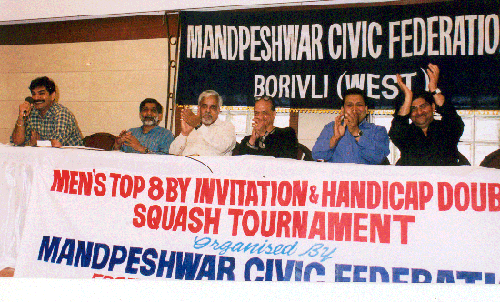 MANDPESHWAR CIVIC FEDERATIO
BORIVLI (WEST)
MEN'S TOP 8 BY INVITATION & HANDICAP DOUB
SQUASH TOURNAMENT
Organised By
MANDPESHWAR CIVIC FEDERATI